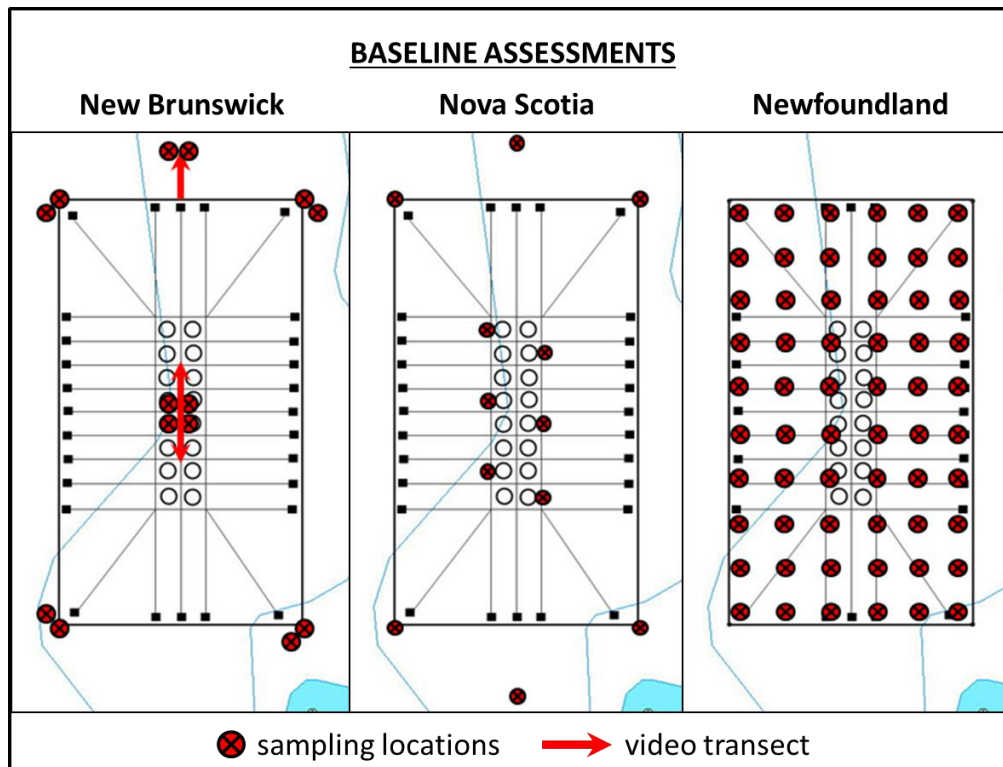 BASELINE ASSESSMENTS
New Brunswick
Nova Scotia
Newfoundland
sampling locations
video transect